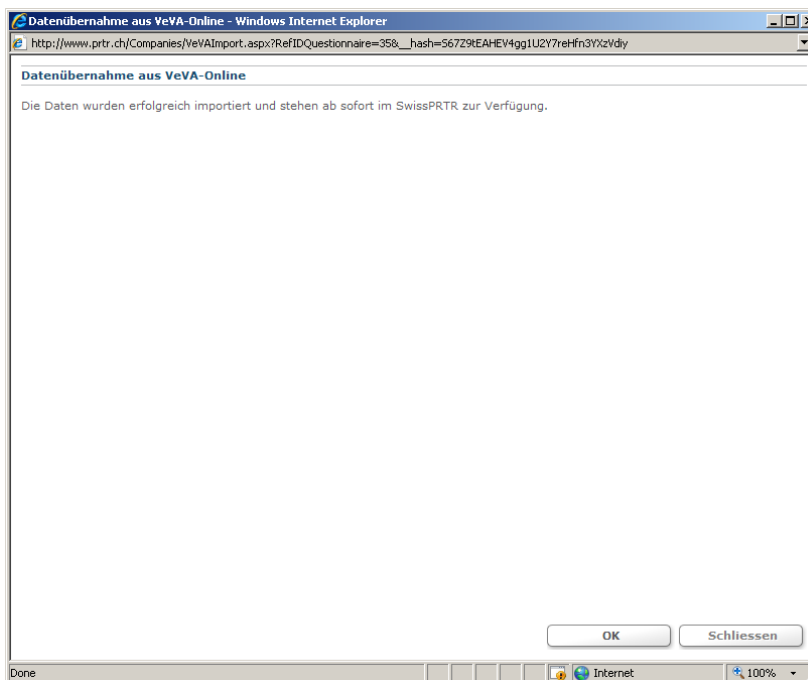 Datenübernahme aus VeVA-Online - Windows Internet Explorer
http://www.prtr.ch/Companies/VeVAImport.aspx?RefIDQuestionnaire=35&__hash=S67Z9tEAHEV4gg1U2Y7reHfn3YXzVdiy
Datenübernahme aus VeVA-Online
Die Daten wurden erfolgreich importiert und stehen ab sofort im SwissPRTR zur Verfügung.
OK Schliessen
Done Internet 100%